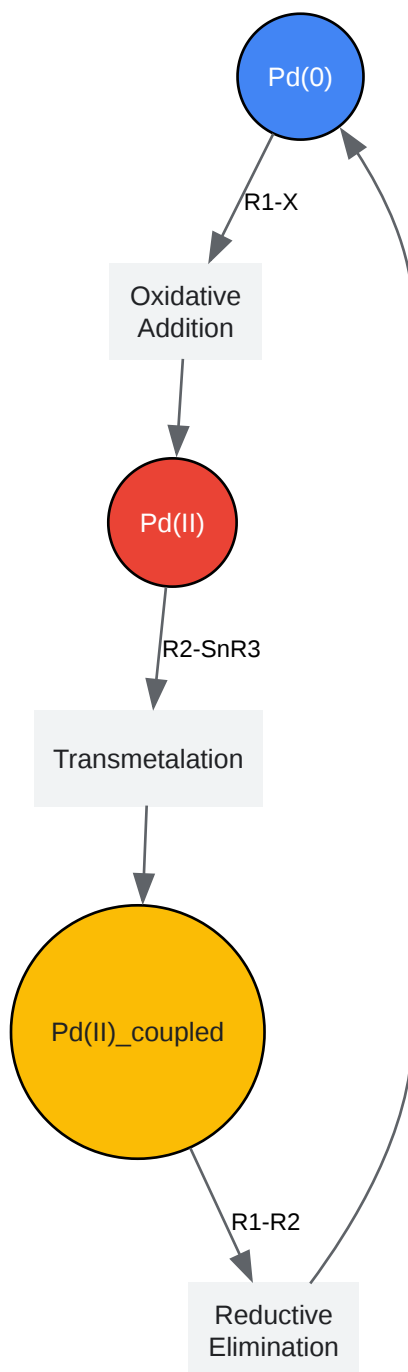 Pd(0)
R1-X
Oxidative
Addition
Pd(II)
R2-SnR3
Transmetalation
Pd(II)_coupled
R1-R2
Reductive
Elimination